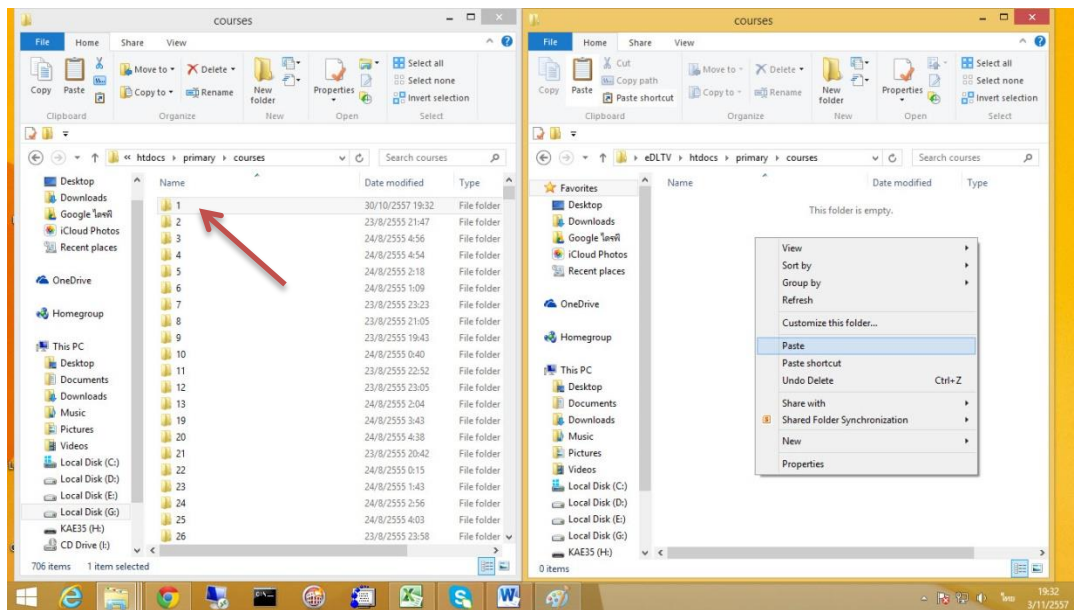 courses
File Home Share View
Copy
Paste
Move to
Copy to
Delete
Rename
New folder
Properties
Select all
Select none
Invert selection
Clipboard Organize New Open Select
« htdocs primary courses
Search courses
Desktop
Downloads
Google ไดรฟ์
iCloud Photos
Recent places
OneDrive
Homegroup
This PC
Desktop
Documents
Downloads
Music
Pictures
Videos
Local Disk (C:)
Local Disk (D:)
Local Disk (E:)
Local Disk (G:)
KAE35 (H:)
CD Drive (I:)
Name Date modified Type
1 30/10/2557 19:32 File folder
2 23/8/2555 21:47 File folder
3 24/8/2555 4:56 File folder
4 24/8/2555 4:54 File folder
5 24/8/2555 2:18 File folder
6 24/8/2555 1:09 File folder
7 23/8/2555 23:23 File folder
8 23/8/2555 21:05 File folder
9 23/8/2555 19:43 File folder
10 24/8/2555 0:40 File folder
11 23/8/2555 22:52 File folder
12 23/8/2555 23:05 File folder
13 24/8/2555 2:04 File folder
19 24/8/2555 3:43 File folder
20 24/8/2555 4:38 File folder
21 23/8/2555 20:42 File folder
22 24/8/2555 0:15 File folder
23 24/8/2555 1:43 File folder
24 24/8/2555 2:56 File folder
25 24/8/2555 4:03 File folder
26 23/8/2555 23:58 File folder
706 items 1 item selected
courses
File Home Share View
Copy
Paste
Cut
Copy path
Paste shortcut
Move to
Copy to
Delete
Rename
New folder
Properties
Select all
Select none
Invert selection
Clipboard Organize New Open Select
eDLTV htdocs primary courses
Search courses
Favorites
Desktop
Downloads
Google ไดรฟ์
iCloud Photos
Recent places
OneDrive
Homegroup
This PC
Desktop
Documents
Downloads
Music
Pictures
Videos
Local Disk (C:)
Local Disk (D:)
Local Disk (E:)
Local Disk (G:)
KAE35 (H:)
Name Date modified Type
This folder is empty.
View
Sort by
Group by
Refresh
Customize this folder...
Paste
Paste shortcut
Undo Delete Ctrl+Z
Share with
Shared Folder Synchronization
New
Properties
0 items
ไทย
19:32
3/11/2557